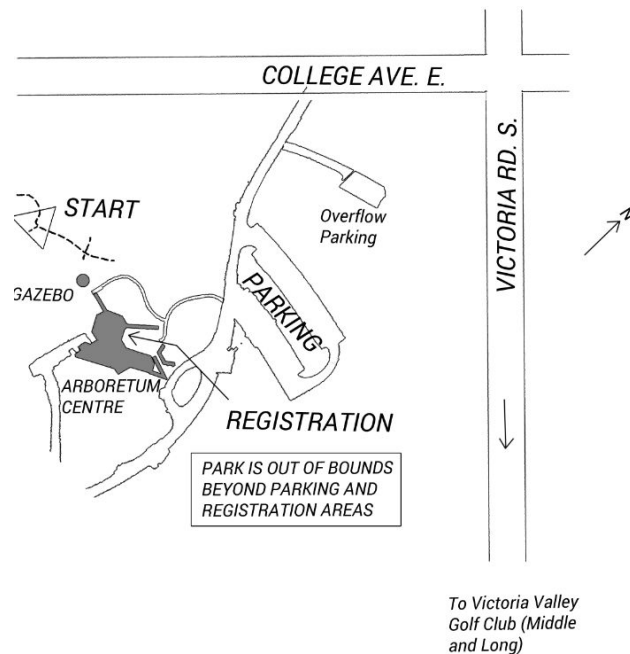 COLLEGE AVE. E.
VICTORIA RD. S.
N
START
Overflow
Parking
GAZEBO
PARKING
ARBORETUM
CENTRE
REGISTRATION
PARK IS OUT OF BOUNDS
BEYOND PARKING AND
REGISTRATION AREAS
To Victoria Valley
Golf Club (Middle
and Long)